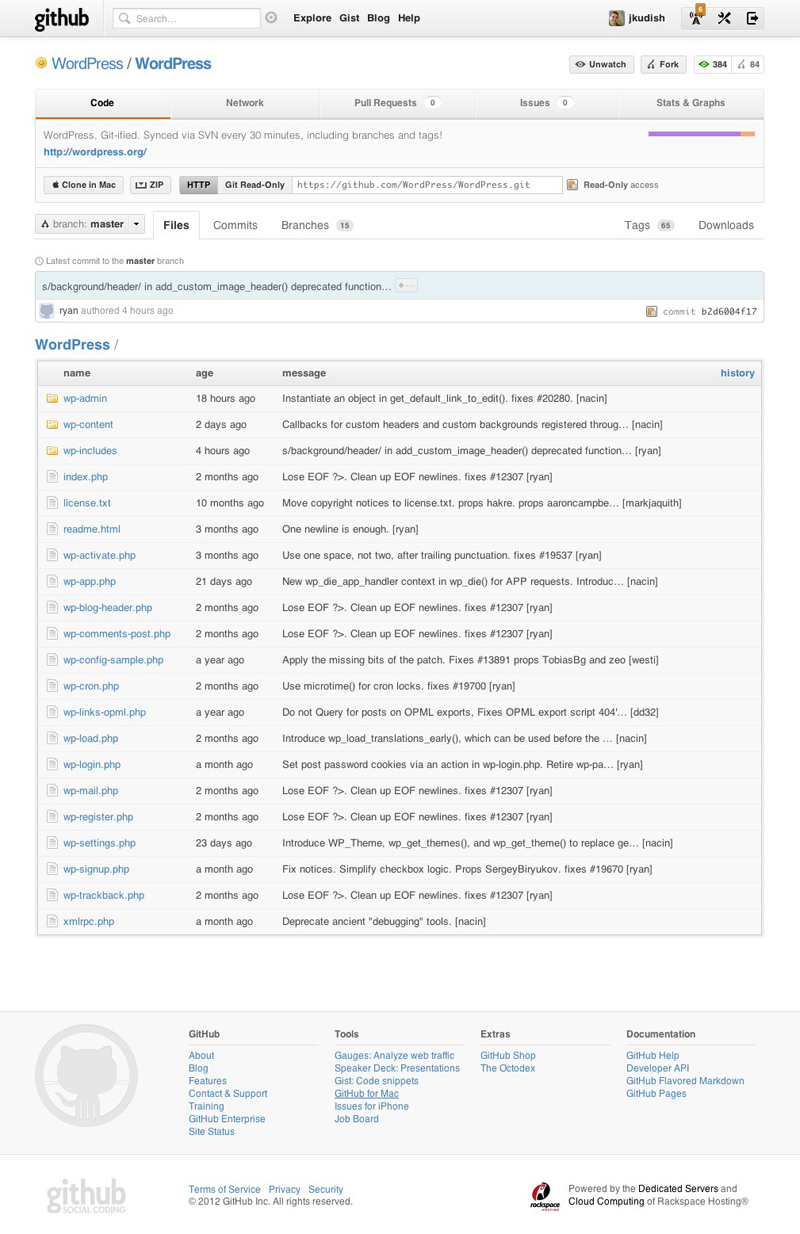 github Search... Explore Gist Blog Help jkudish 6
WordPress / WordPress Unwatch Fork 384 84
Code Network Pull Requests 0 Issues 0 Stats & Graphs
WordPress, Git-ified. Synced via SVN every 30 minutes, including branches and tags!
http://wordpress.org/
Clone in Mac ZIP HTTP Git Read-Only https://github.com/WordPress/WordPress.git Read-Only access
branch: master Files Commits Branches 15 Tags 65 Downloads
Latest commit to the master branch
s/background/header/ in add_custom_image_header() deprecated function… + ···
ryan authored 4 hours ago commit b2d6004f17
WordPress /
name age message history
wp-admin 18 hours ago Instantiate an object in get_default_link_to_edit(). fixes #20280. [nacin]
wp-content 2 days ago Callbacks for custom headers and custom backgrounds registered throug… [nacin]
wp-includes 4 hours ago s/background/header/ in add_custom_image_header() deprecated function… [ryan]
index.php 2 months ago Lose EOF ?>. Clean up EOF newlines. fixes #12307 [ryan]
license.txt 10 months ago Move copyright notices to license.txt. props hakre. props aaroncampbe… [markjaquith]
readme.html 3 months ago One newline is enough. [ryan]
wp-activate.php 3 months ago Use one space, not two, after trailing punctuation. fixes #19537 [ryan]
wp-app.php 21 days ago New wp_die_app_handler context in wp_die() for APP requests. Introduc… [nacin]
wp-blog-header.php 2 months ago Lose EOF ?>. Clean up EOF newlines. fixes #12307 [ryan]
wp-comments-post.php 2 months ago Lose EOF ?>. Clean up EOF newlines. fixes #12307 [ryan]
wp-config-sample.php a year ago Apply the missing bits of the patch. Fixes #13891 props TobiasBg and zeo [westi]
wp-cron.php 2 months ago Use microtime() for cron locks. fixes #19700 [ryan]
wp-links-opml.php a year ago Do not Query for posts on OPML exports, Fixes OPML export script 404'… [dd32]
wp-load.php 2 months ago Introduce wp_load_translations_early(), which can be used before the … [nacin]
wp-login.php a month ago Set post password cookies via an action in wp-login.php. Retire wp-pa… [ryan]
wp-mail.php 2 months ago Lose EOF ?>. Clean up EOF newlines. fixes #12307 [ryan]
wp-register.php 2 months ago Lose EOF ?>. Clean up EOF newlines. fixes #12307 [ryan]
wp-settings.php 23 days ago Introduce WP_Theme, wp_get_themes(), and wp_get_theme() to replace ge… [nacin]
wp-signup.php a month ago Fix notices. Simplify checkbox logic. Props SergeyBiryukov. fixes #19670 [ryan]
wp-trackback.php 2 months ago Lose EOF ?>. Clean up EOF newlines. fixes #12307 [ryan]
xmlrpc.php a month ago Deprecate ancient "debugging" tools. [nacin]
GitHub Tools Extras Documentation
About Gauges: Analyze web traffic GitHub Shop GitHub Help
Blog Speaker Deck: Presentations The Octodex Developer API
Features Gist: Code snippets GitHub Flavored Markdown
Contact & Support GitHub for Mac GitHub Pages
Training Issues for iPhone
GitHub Enterprise Job Board
Site Status
github SOCIAL CODING
Terms of Service Privacy Security
© 2012 GitHub Inc. All rights reserved.
rackspace HOSTING
Powered by the Dedicated Servers and
Cloud Computing of Rackspace Hosting®